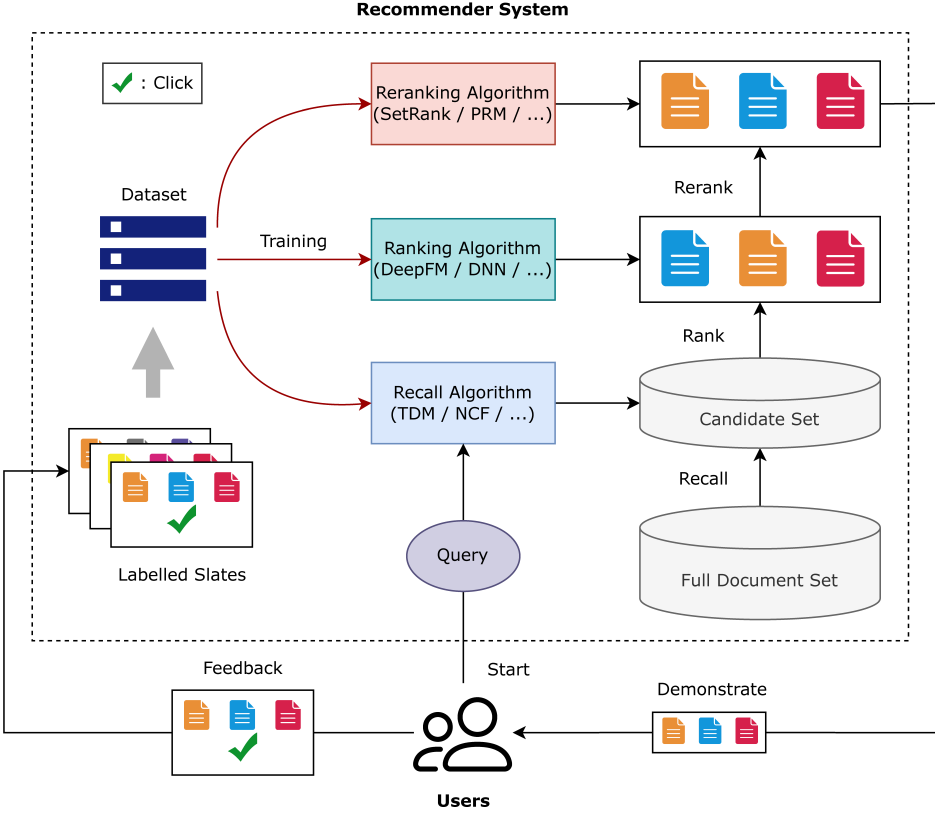 Recommender System
: Click
Reranking Algorithm
(SetRank / PRM / ...)
Dataset
Rerank
Training
Ranking Algorithm
(DeepFM / DNN / ...)
Rank
Recall Algorithm
(TDM / NCF / ...)
Candidate Set
Recall
Query
Labelled Slates
Full Document Set
Feedback
Start
Demonstrate
Users